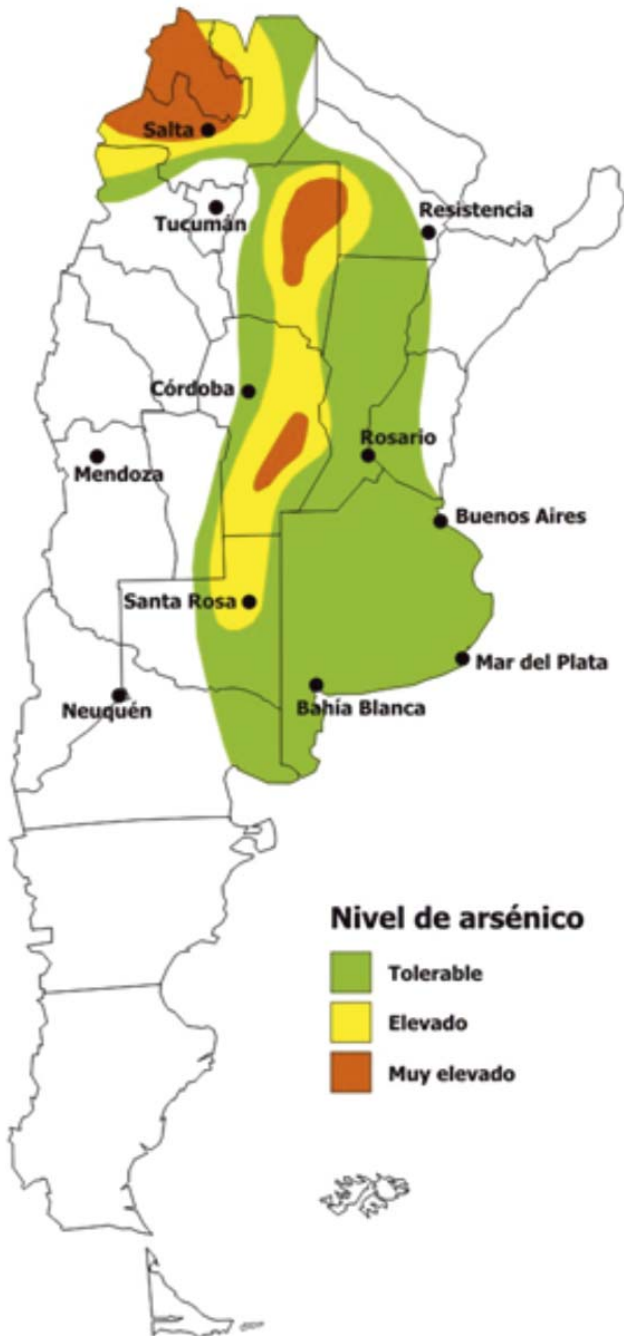 Salta
Tucumán
Resistencia
Córdoba
Rosario
Mendoza
Buenos Aires
Santa Rosa
Mar del Plata
Neuquén
Bahía Blanca
Nivel de arsénico
Tolerable
Elevado
Muy elevado